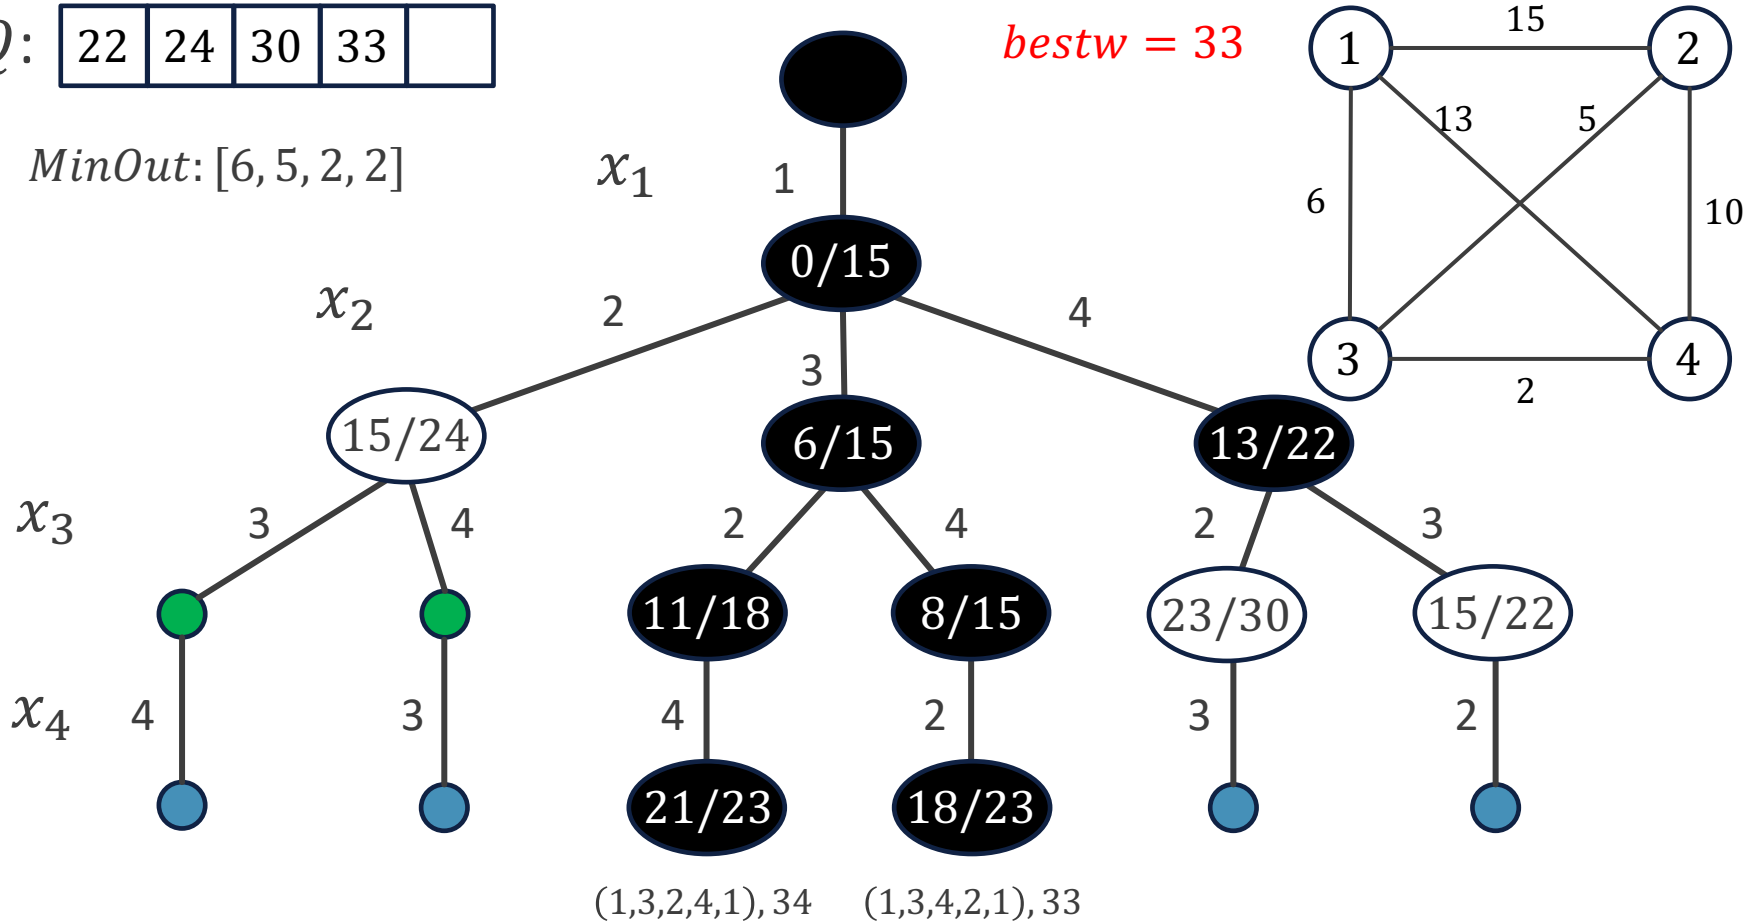 Q: 22 24 30 33
bestw = 33
MinOut: [6, 5, 2, 2]
1 15 2
13 5
6 10
3 2 4
x₁ 1
0/15
x₂ 2 3 4
15/24 6/15 13/22
x₃ 3 4 2 4 2 3
11/18 8/15 23/30 15/22
x₄ 4 3 4 2 3 2
21/23 18/23
(1,3,2,4,1), 34 (1,3,4,2,1), 33